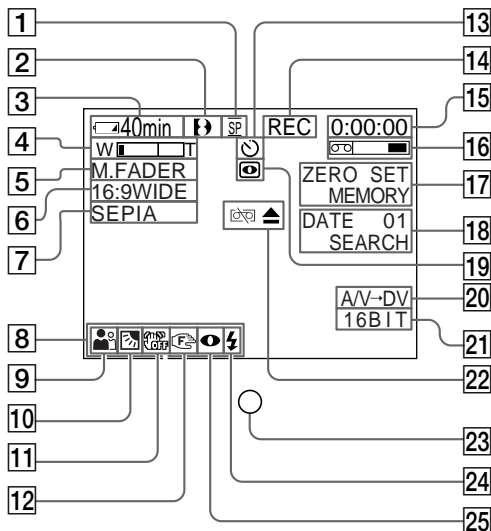 1
2
3
4
5
6
7
8
9
10
11
12
40min
SP
REC
0:00:00
W T
M.FADER
16:9WIDE
SEPIA
ZERO SET
MEMORY
DATE 01
SEARCH
A/V→DV
16BIT
OFF
F
13
14
15
16
17
18
19
20
21
22
23
24
25